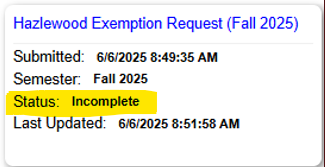 Hazlewood Exemption Request (Fall 2025)
Submitted: 6/6/2025 8:49:35 AM
Semester: Fall 2025
Status: Incomplete
Last Updated: 6/6/2025 8:51:58 AM